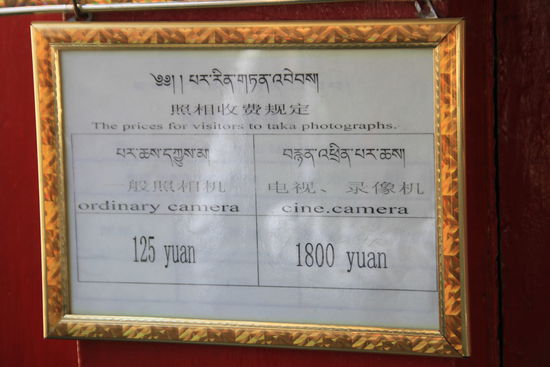 ༄༅། །པར་རིན་གཏན་འབེབས།
照相收费规定
The prices for visitors to taka photographs.
པར་ཆས་དཀྱུས་མ།
一般照相机
ordinary camera
བརྙན་འཕྲིན་པར་ཆས།
电视、录像机
cine.camera
125 yuan
1800 yuan